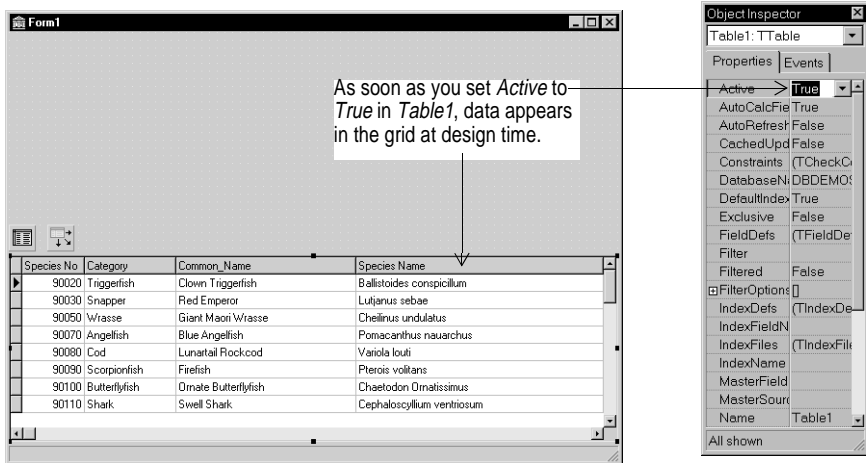 Form1
As soon as you set Active to
True in Table1, data appears
in the grid at design time.
Species No Category Common_Name Species Name
90020 Triggerfish Clown Triggerfish Ballistoides conspicillum
90030 Snapper Red Emperor Lutjanus sebae
90050 Wrasse Giant Maori Wrasse Cheilinus undulatus
90070 Angelfish Blue Angelfish Pomacanthus nauarchus
90080 Cod Lunartail Rockcod Variola louti
90090 Scorpionfish Firefish Pterois volitans
90100 Butterflyfish Ornate Butterflyfish Chaetodon Ornatissimus
90110 Shark Swell Shark Cephaloscyllium ventriosum
Object Inspector
Table1: TTable
Properties Events
Active True
AutoCalcFie True
AutoRefresh False
CachedUpd False
Constraints (TCheckCo
DatabaseNa DBDEMOS
DefaultIndex True
Exclusive False
FieldDefs (TFieldDef
Filter
Filtered False
FilterOptions []
IndexDefs (TIndexDe
IndexFieldN
IndexFiles (TIndexFile
IndexName
MasterField
MasterSourc
Name Table1
All shown